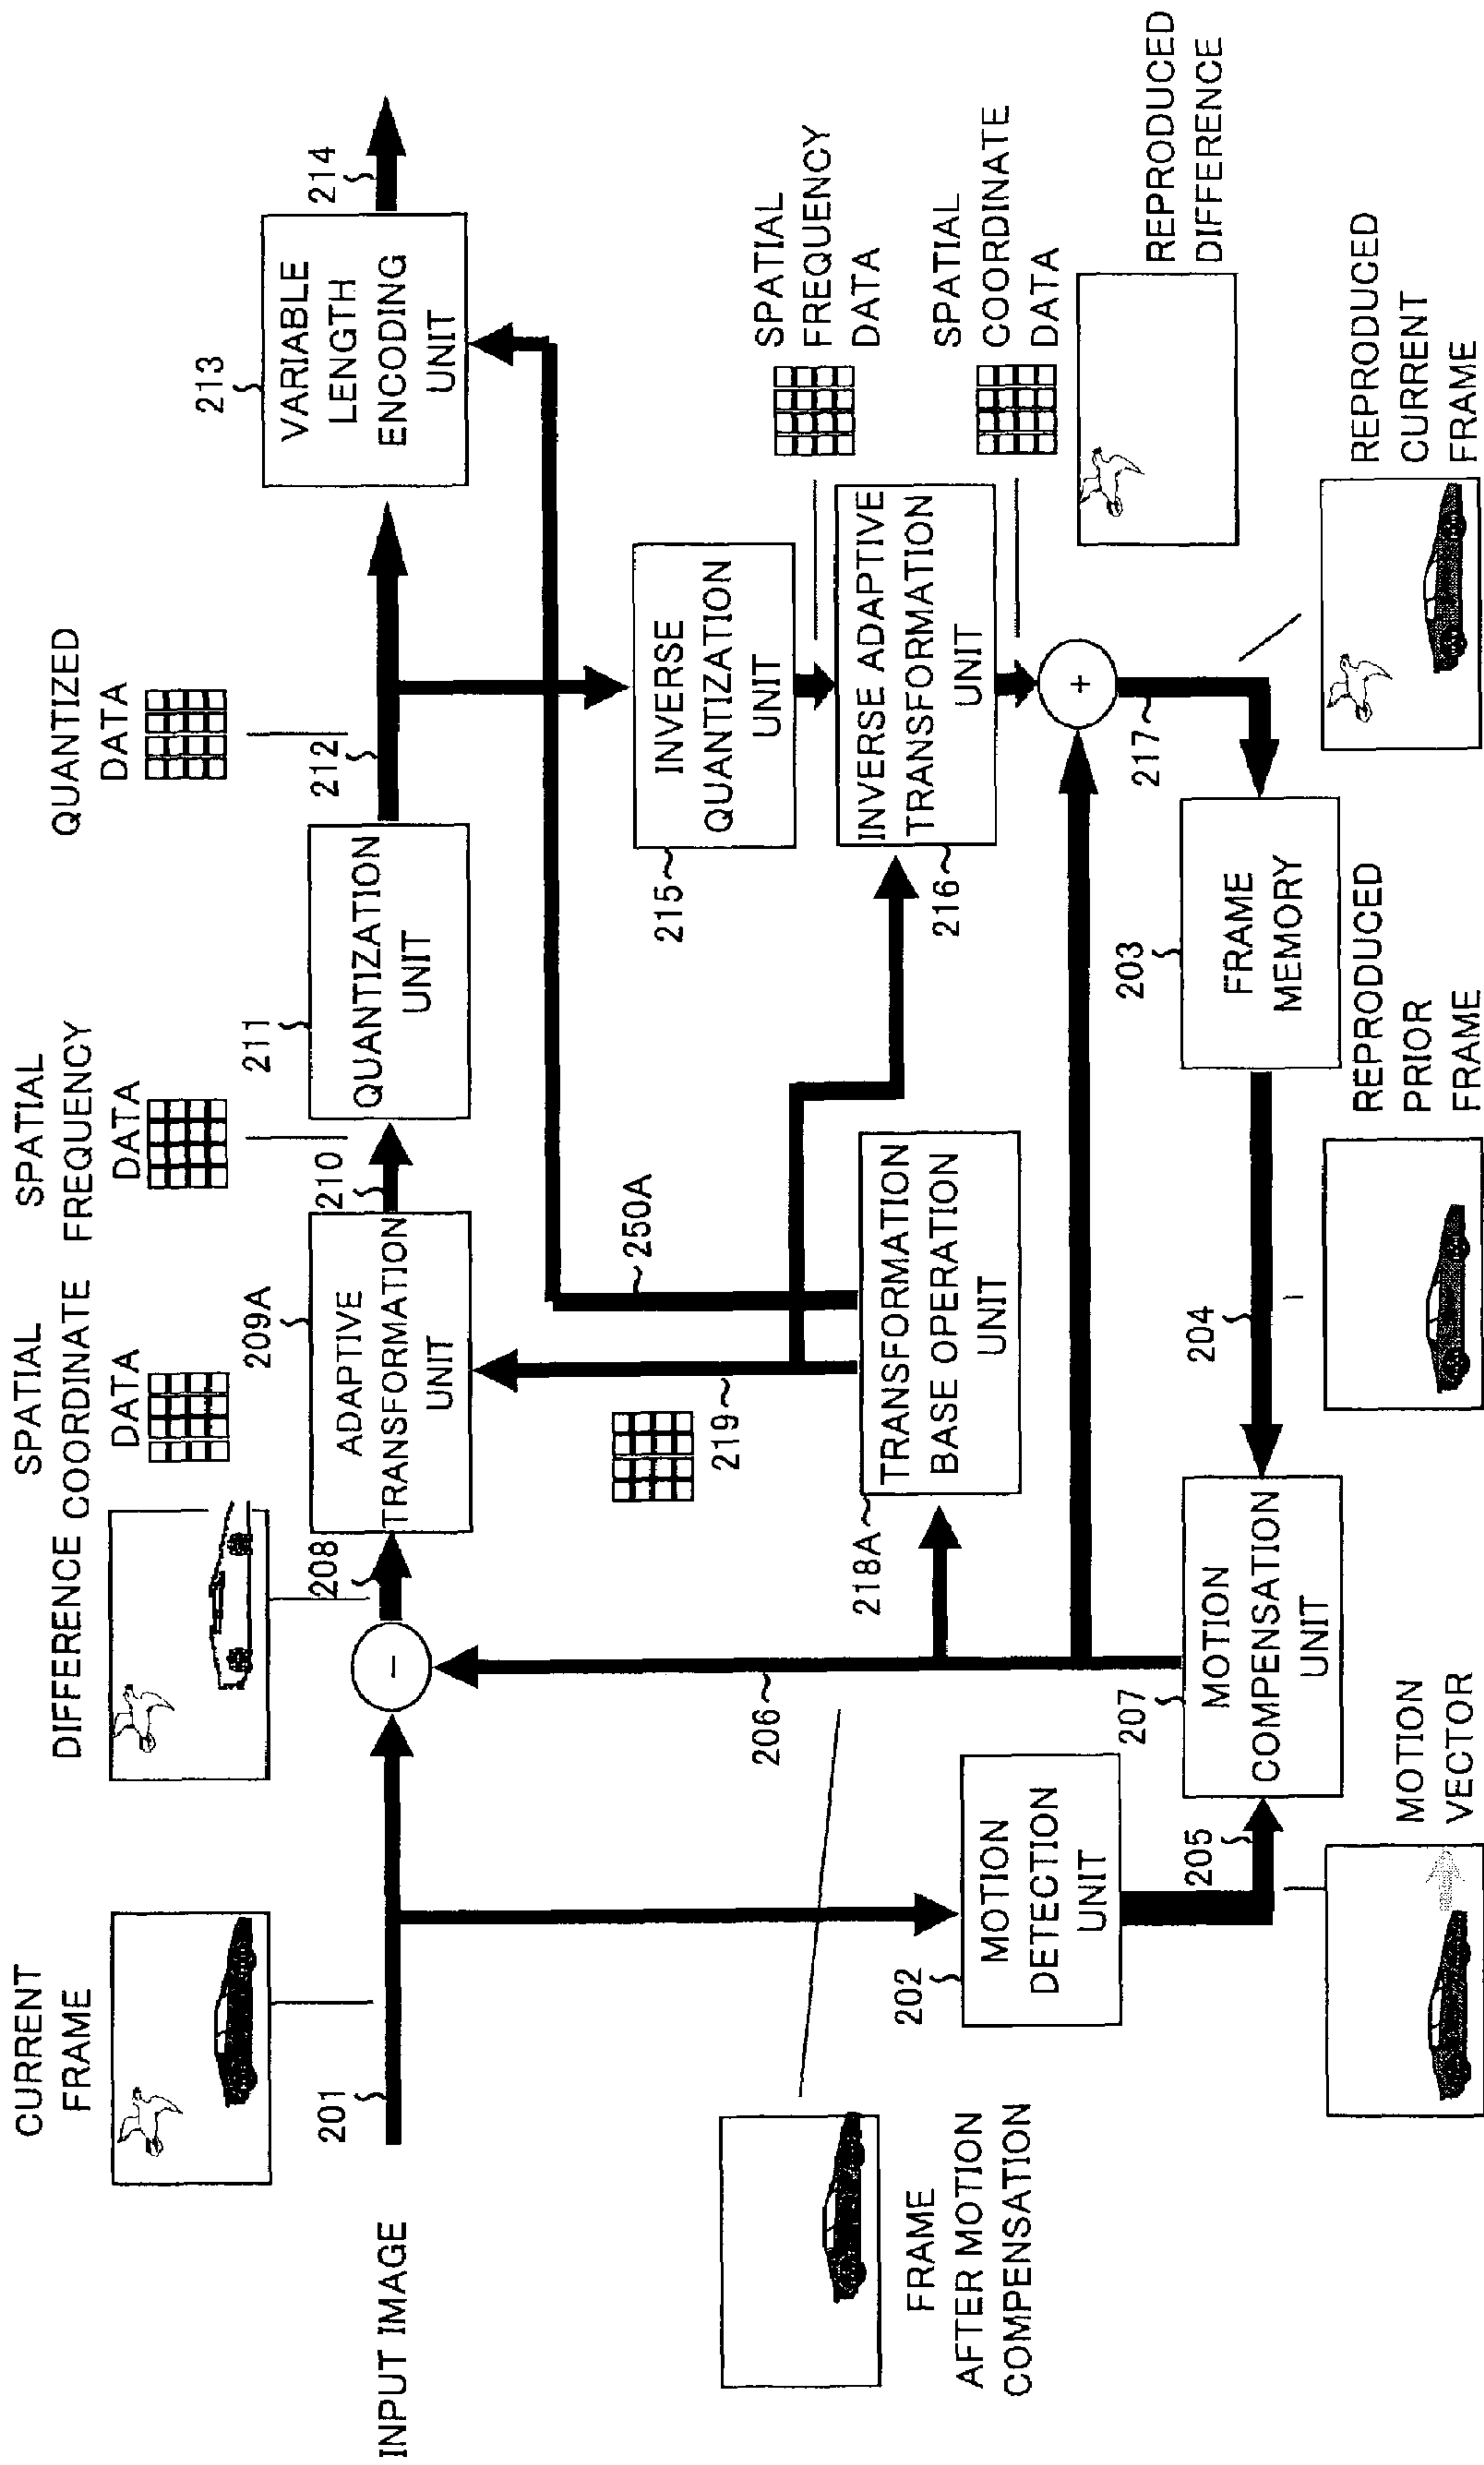 CURRENT
FRAME
DIFFERENCE
SPATIAL
COORDINATE
DATA
SPATIAL
FREQUENCY
DATA
QUANTIZED
DATA
INPUT IMAGE
201
208
209A
ADAPTIVE
TRANSFORMATION
UNIT
210
211
QUANTIZATION
UNIT
212
213
VARIABLE
LENGTH
ENCODING
UNIT
214
−
206
219
250A
215
INVERSE
QUANTIZATION
UNIT
SPATIAL
FREQUENCY
DATA
FRAME
AFTER MOTION
COMPENSATION
202
MOTION
DETECTION
UNIT
218A
TRANSFORMATION
BASE OPERATION
UNIT
216
INVERSE ADAPTIVE
TRANSFORMATION
UNIT
SPATIAL
COORDINATE
DATA
+
217
REPRODUCED
DIFFERENCE
205
207
MOTION
COMPENSATION
UNIT
204
203
FRAME
MEMORY
MOTION
VECTOR
REPRODUCED
PRIOR
FRAME
REPRODUCED
CURRENT
FRAME